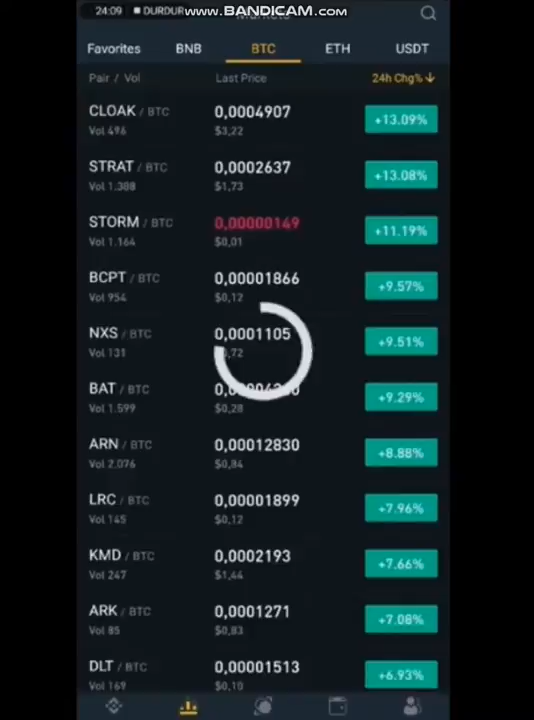 24:09 ■ DURDUR
www.BANDICAM.com
Favorites BNB BTC ETH USDT
Pair / Vol Last Price 24h Chg%↓
CLOAK / BTC 0,0004907 +13.09%
Vol 496 $3,22
STRAT / BTC 0,0002637 +13.08%
Vol 1.388 $1,73
STORM / BTC 0,00000149 +11.19%
Vol 1.164 $0,01
BCPT / BTC 0,00001866 +9.57%
Vol 954 $0,12
NXS / BTC 0,0001105 +9.51%
Vol 131 ,72
BAT / BTC +9.29%
Vol 1.599 $0,28
ARN / BTC 0,00012830 +8.88%
Vol 2.076 $0,84
LRC / BTC 0,00001899 +7.96%
Vol 145 $0,12
KMD / BTC 0,0002193 +7.66%
Vol 247 $1,44
ARK / BTC 0,0001271 +7.08%
Vol 85 $0,83
DLT / BTC 0,00001513 +6.93%
Vol 169 $0,10